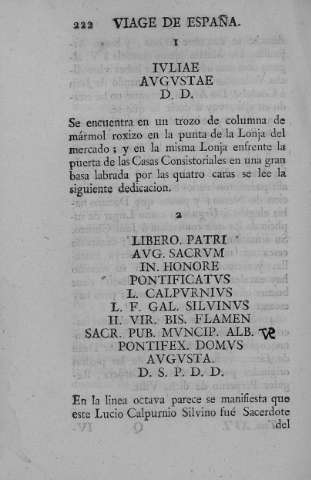 222 VIAGE DE ESPAÑA.
I
IVLIAE
AVGVSTAE
D. D.
Se encuentra en un trozo de columna de
mármol roxizo en la punta de la Lonja del
mercado; y en la misma Lonja enfrente la
puerta de las Casas Consistoriales en una gran
basa labrada por las quatro caras se lee la
siguiente dedicacion.
2
LIBERO. PATRI
AVG. SACRVM
IN. HONORE
PONTIFICATVS
L. CALPVRNIVS
L. F. GAL. SILVINVS
II. VIR. BIS. FLAMEN
SACR. PUB. MVNCIP. ALB.
PONTIFEX. DOMVS
AVGVSTA.
D. S. P. D. D.
En la linea octava parece se manifiesta que
este Lucio Calpurnio Silvino fué Sacerdote
del